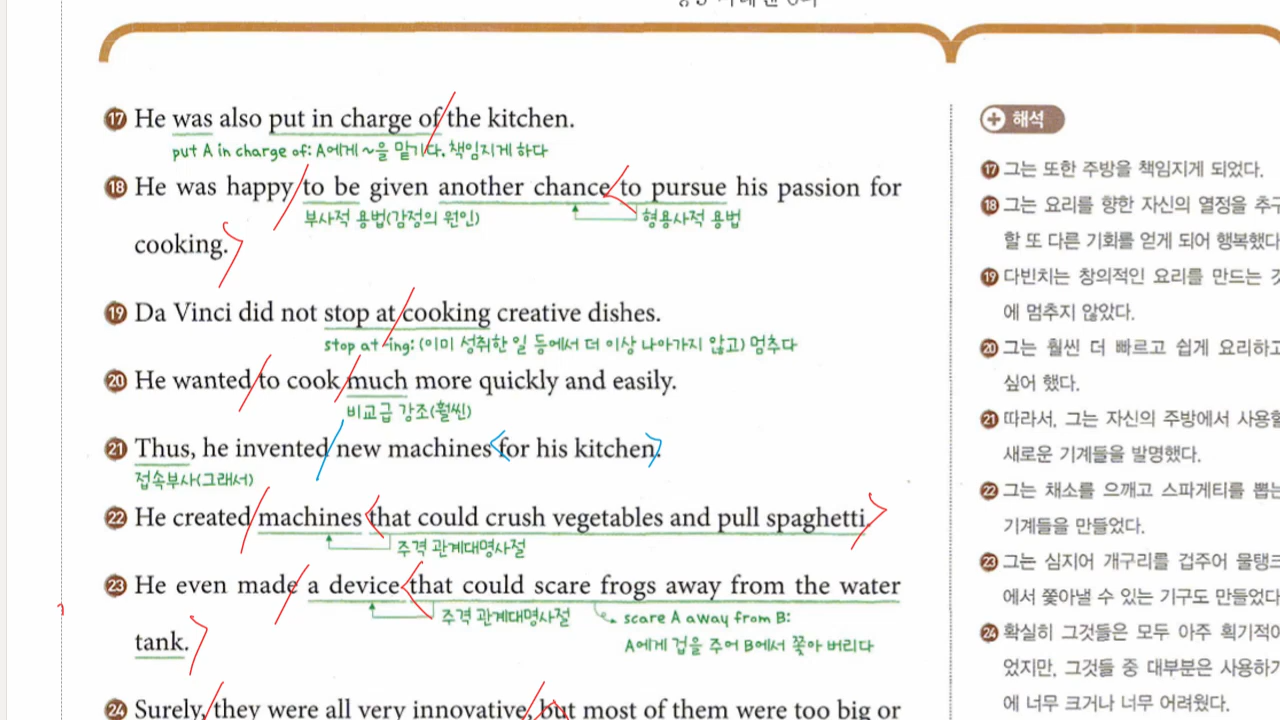 ⑰ He was also put in charge of the kitchen.
put A in charge of: A에게 ~을 맡기다, 책임지게 하다
⑱ He was happy to be given another chance to pursue his passion for
부사적 용법(감정의 원인)
형용사적 용법
cooking.
⑲ Da Vinci did not stop at cooking creative dishes.
stop at -ing: (이미 성취한 일 등에서 더 이상 나아가지 않고) 멈추다
⑳ He wanted to cook much more quickly and easily.
비교급 강조(훨씬)
㉑ Thus, he invented new machines for his kitchen.
접속부사(그래서)
㉒ He created machines that could crush vegetables and pull spaghetti.
주격 관계대명사절
㉓ He even made a device that could scare frogs away from the water
주격 관계대명사절
scare A away from B:
A에게 겁을 주어 B에서 쫓아 버리다
tank.
㉔ Surely, they were all very innovative, but most of them were too big or
해석
⑰ 그는 또한 주방을 책임지게 되었다.
⑱ 그는 요리를 향한 자신의 열정을 추구
할 또 다른 기회를 얻게 되어 행복했다
⑲ 다빈치는 창의적인 요리를 만드는 것
에 멈추지 않았다.
⑳ 그는 훨씬 더 빠르고 쉽게 요리하고
싶어 했다.
㉑ 따라서, 그는 자신의 주방에서 사용할
새로운 기계들을 발명했다.
㉒ 그는 채소를 으깨고 스파게티를 뽑는
기계들을 만들었다.
㉓ 그는 심지어 개구리를 겁주어 물탱크
에서 쫓아낼 수 있는 기구도 만들었다
㉔ 확실히 그것들은 모두 아주 획기적이
었지만, 그것들 중 대부분은 사용하기
에 너무 크거나 너무 어려웠다.